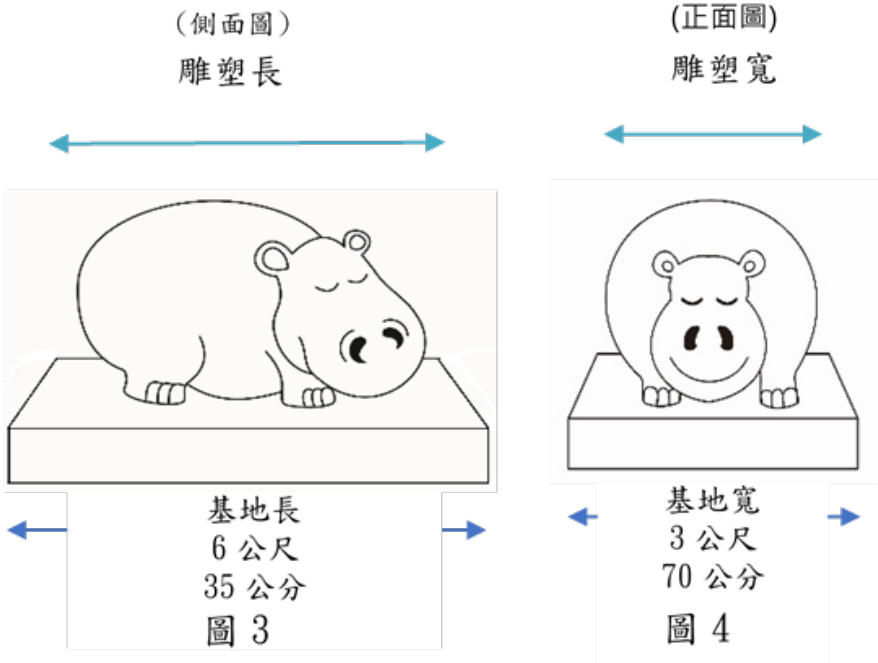 (側面圖)
雕塑長
基地長
6 公尺
35 公分
圖 3
(正面圖)
雕塑寬
基地寬
3 公尺
70 公分
圖 4